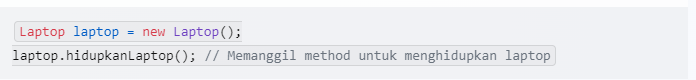 Laptop laptop = new Laptop();
laptop.hidupkanLaptop(); // Memanggil method untuk menghidupkan laptop